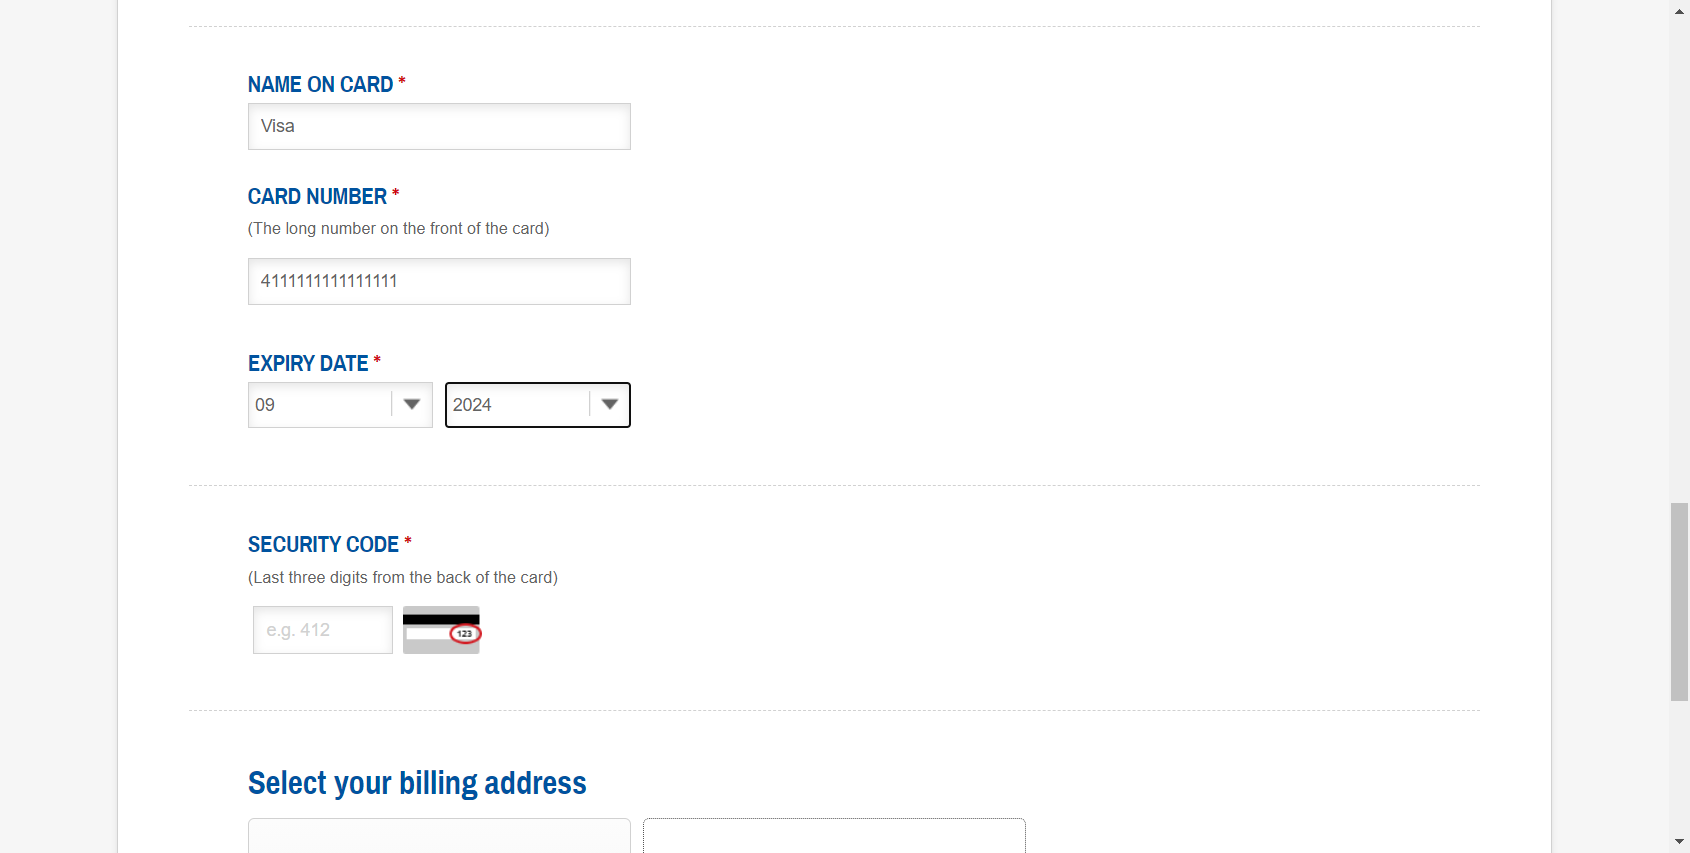 NAME ON CARD *
Visa
CARD NUMBER *
(The long number on the front of the card)
4111111111111111
EXPIRY DATE *
09 2024
SECURITY CODE *
(Last three digits from the back of the card)
e.g. 412 123
Select your billing address